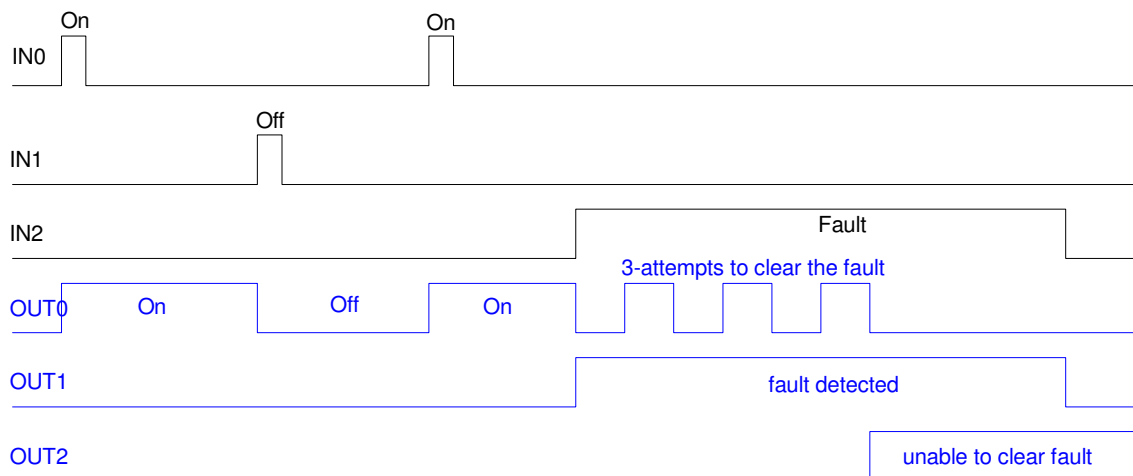 On
On
IN0
Off
IN1
IN2
Fault
3-attempts to clear the fault
OUT0
On
Off
On
OUT1
fault detected
OUT2
unable to clear fault